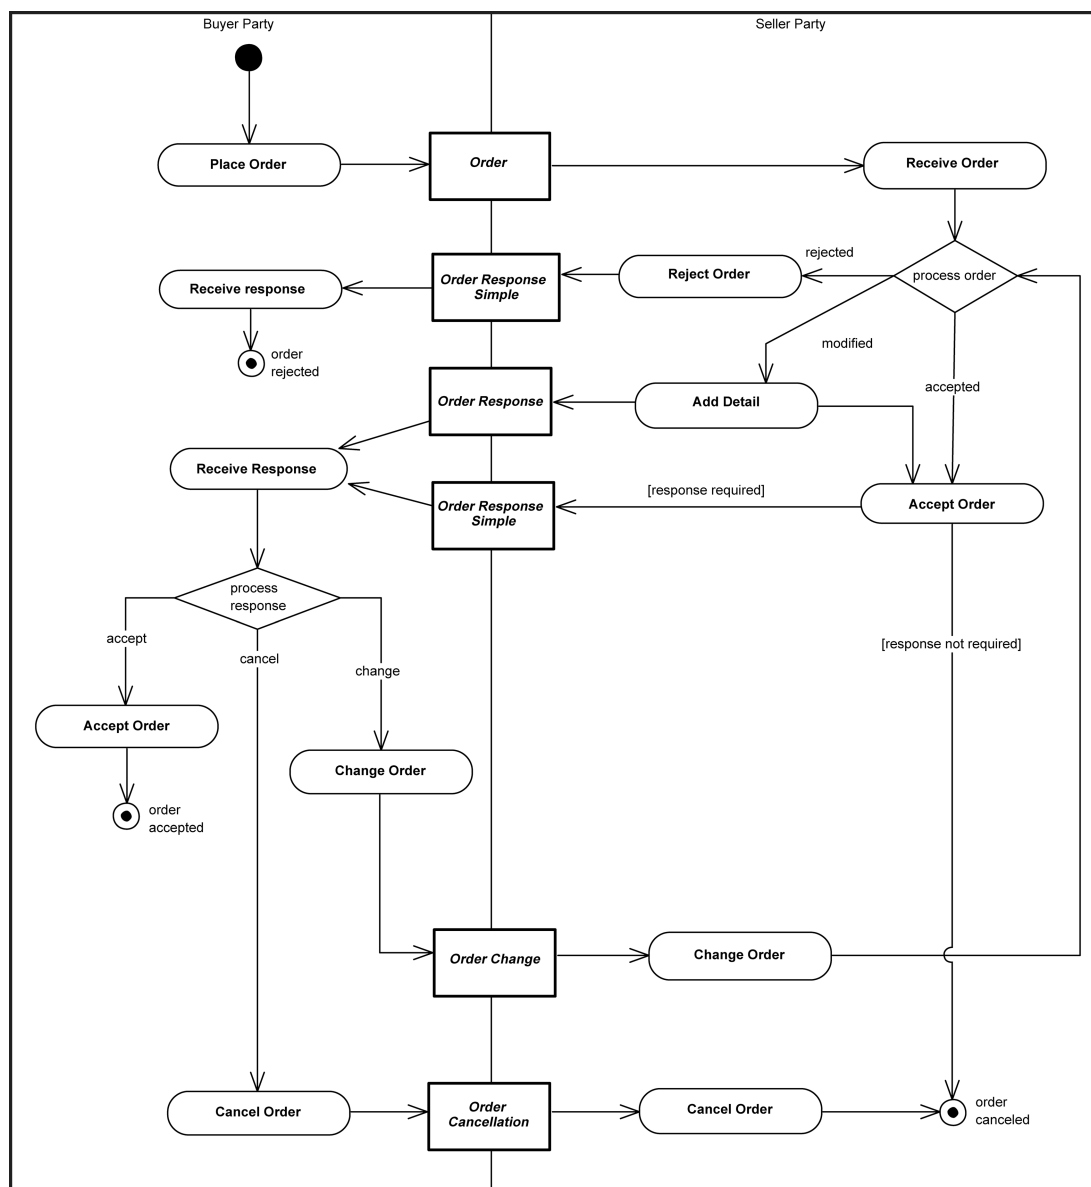 Buyer Party
Seller Party
Place Order
Order
Receive Order
rejected
process order
Reject Order
Order Response
Simple
Receive response
order
rejected
modified
accepted
Add Detail
Order Response
Receive Response
[response required]
Order Response
Simple
Accept Order
process
response
accept
cancel
change
[response not required]
Accept Order
Change Order
order
accepted
Order Change
Change Order
Cancel Order
Order
Cancellation
Cancel Order
order
canceled